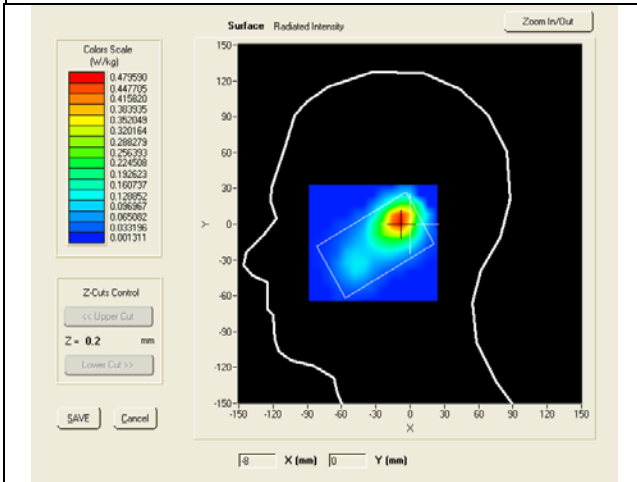 Surface Radiated Intensity
Zoom In/Out
Colors Scale
(W/kg)
0.479590
0.447705
0.415820
0.383935
0.352049
0.320164
0.288279
0.256393
0.224508
0.192623
0.160737
0.128852
0.096967
0.065082
0.033196
0.001311
150
120
90
60
30
0
-30
-60
-90
-120
-150
Y
-150 -120 -90 -60 -30 0 30 60 90 120 150
X
Z-Cuts Control
<< Upper Cut
Z = 0.2 mm
Lower Cut >>
SAVE Cancel
-8 X (mm) 0 Y (mm)